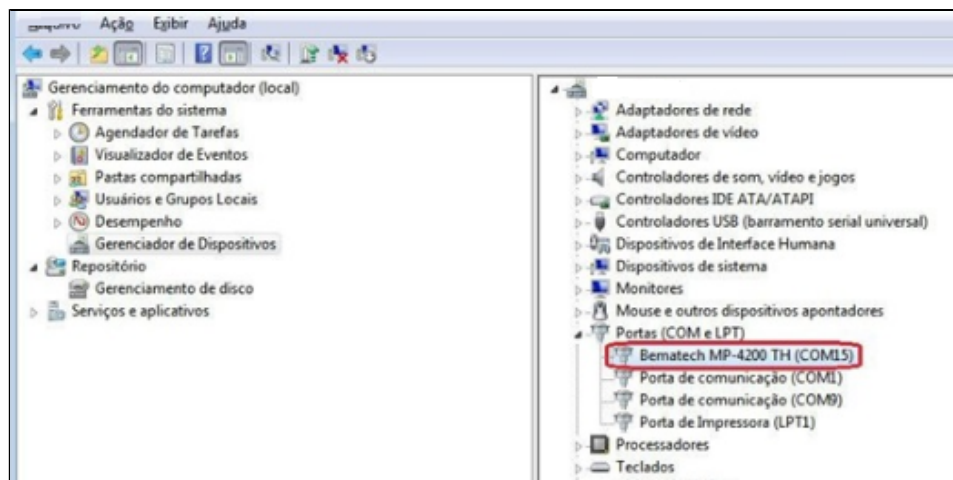 Ação Exibir Ajuda
Gerenciamento do computador (local)
Ferramentas do sistema
Agendador de Tarefas
Visualizador de Eventos
Pastas compartilhadas
Usuários e Grupos Locais
Desempenho
Gerenciador de Dispositivos
Repositório
Gerenciamento de disco
Serviços e aplicativos
Adaptadores de rede
Adaptadores de vídeo
Computador
Controladores de som, vídeo e jogos
Controladores IDE ATA/ATAPI
Controladores USB (barramento serial universal)
Dispositivos de Interface Humana
Dispositivos de sistema
Monitores
Mouse e outros dispositivos apontadores
Portas (COM e LPT)
Bematech MP-4200 TH (COM15)
Porta de comunicação (COM1)
Porta de comunicação (COM9)
Porta de Impressora (LPT1)
Processadores
Teclados